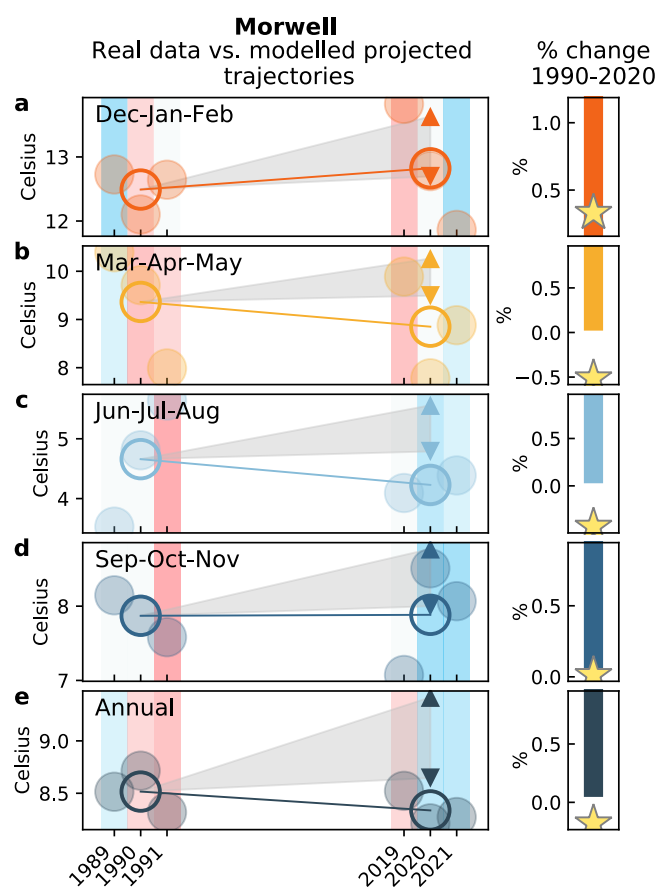 Morwell
Real data vs. modelled projected
trajectories
% change
1990-2020
a
Dec-Jan-Feb
Celsius
13
12
%
1.0
0.5
b
Mar-Apr-May
Celsius
10
9
8
%
0.5
0.0
−0.5
c
Jun-Jul-Aug
Celsius
5
4
%
0.5
0.0
d
Sep-Oct-Nov
Celsius
8
7
%
0.5
0.0
e
Annual
Celsius
9.0
8.5
%
0.5
0.0
1989
1990
1991
2019
2020
2021